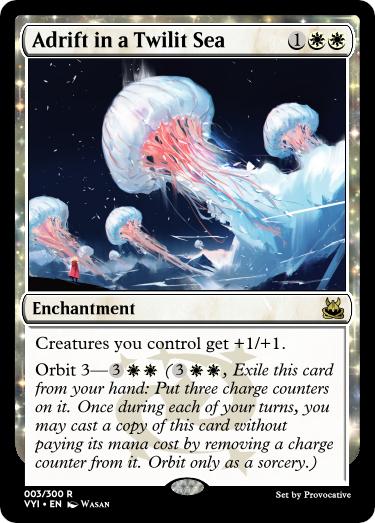 Adrift in a Twilit Sea 1
Enchantment
Creatures you control get +1/+1.
Orbit 3—3 (3, Exile this card
from your hand: Put three charge counters
on it. Once during each of your turns, you
may cast a copy of this card without
paying its mana cost by removing a charge
counter from it. Orbit only as a sorcery.)
003/300 R
VYI • EN Wasan
Set by Provocative